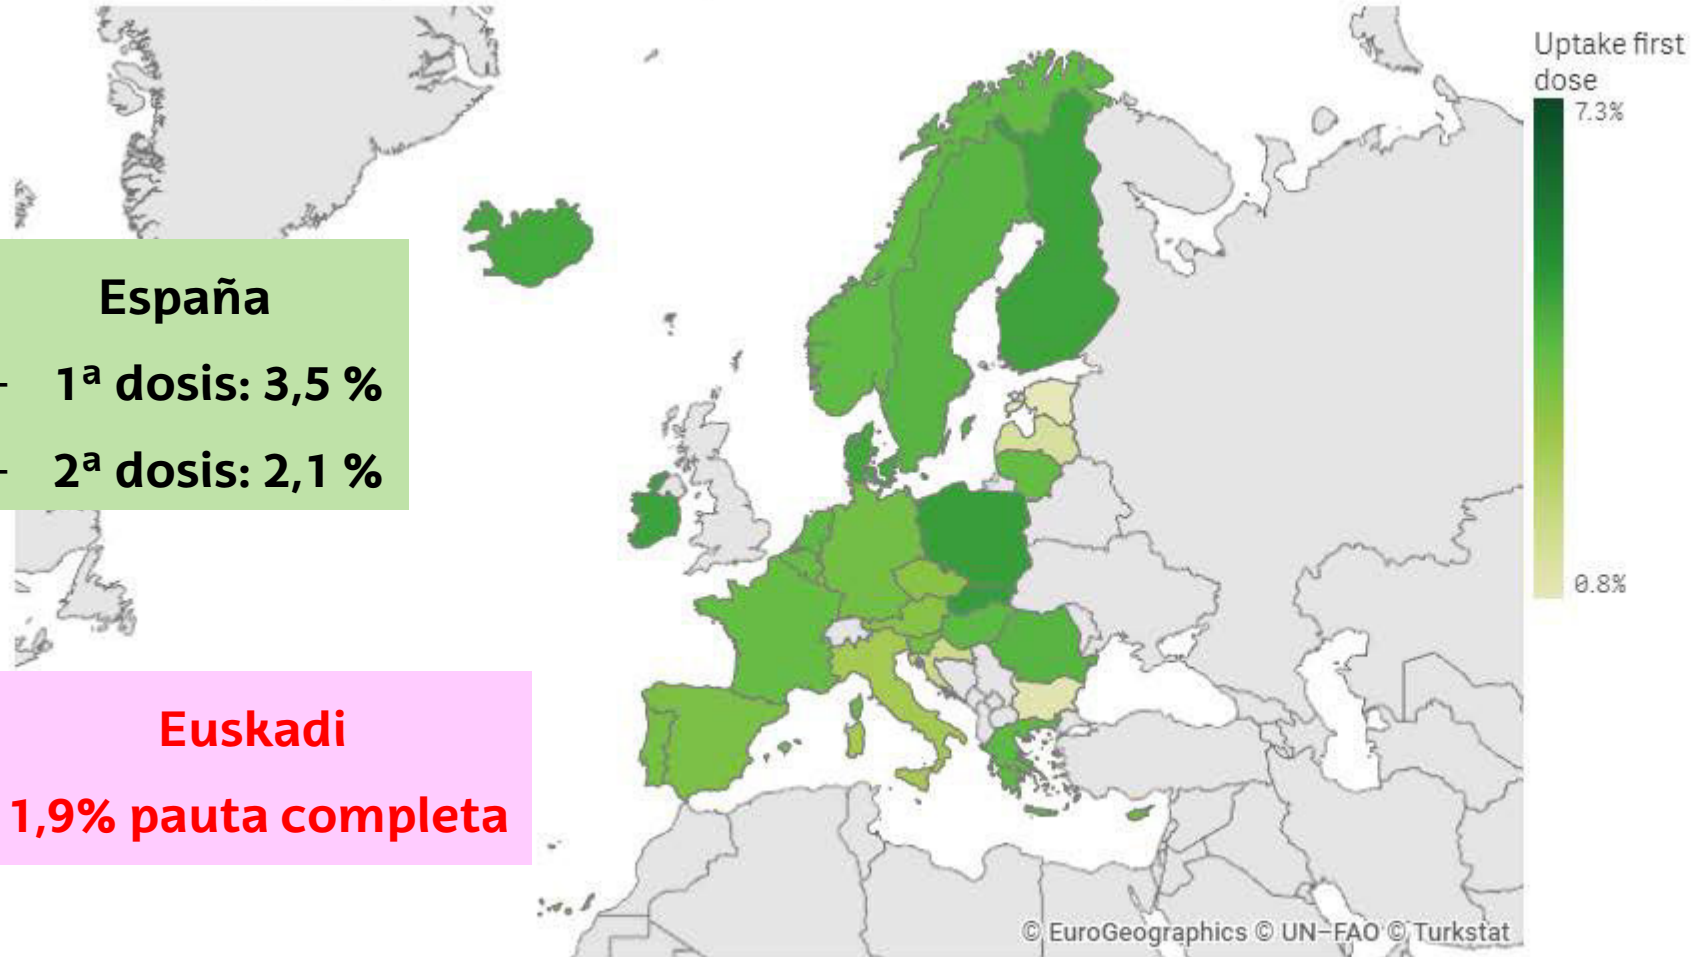 Uptake first
dose
7.3%
0.8%
España
- 1ª dosis: 3,5 %
- 2ª dosis: 2,1 %
Euskadi
1,9% pauta completa
© EuroGeographics © UN-FAO © Turkstat